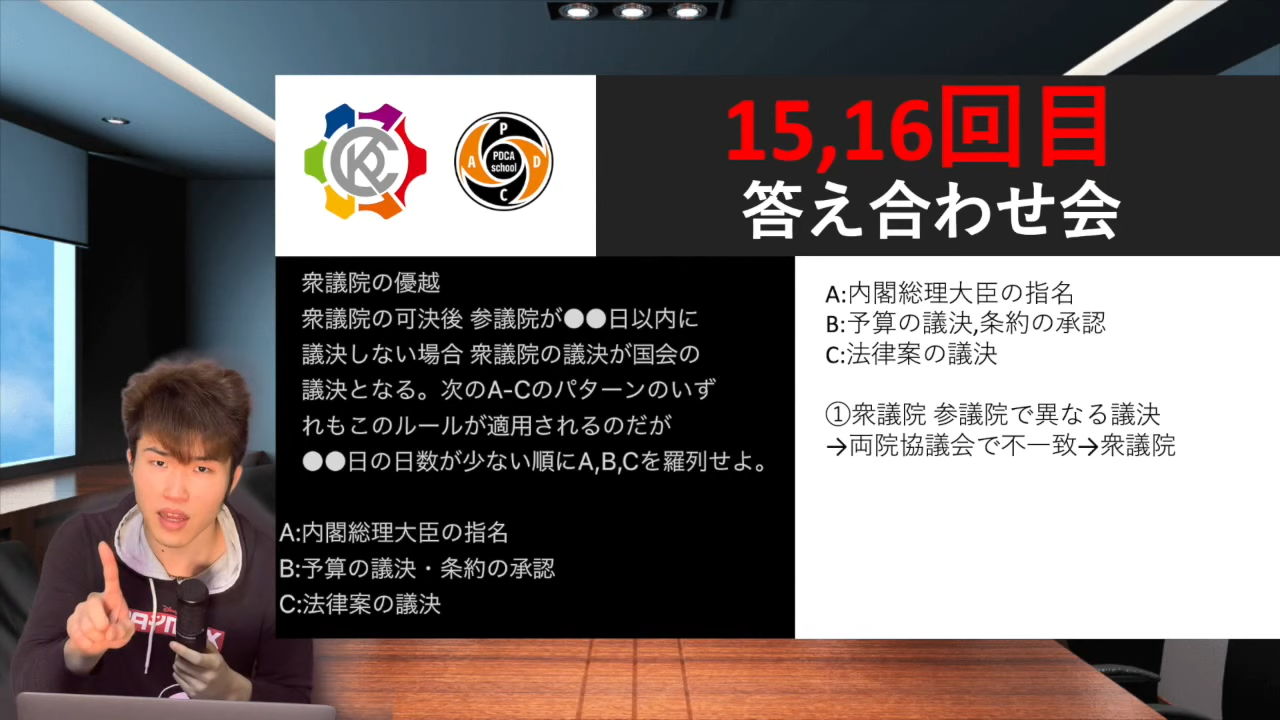 KC
P
A
PDCA
school
D
C
15,16回目
答え合わせ会
衆議院の優越
衆議院の可決後 参議院が●●日以内に
議決しない場合 衆議院の議決が国会の
議決となる。次のA-Cのパターンのいず
れもこのルールが適用されるのだが
●●日の日数が少ない順にA,B,Cを羅列せよ。
A:内閣総理大臣の指名
B:予算の議決・条約の承認
C:法律案の議決
A:内閣総理大臣の指名
B:予算の議決,条約の承認
C:法律案の議決
①衆議院 参議院で異なる議決
→両院協議会で不一致→衆議院